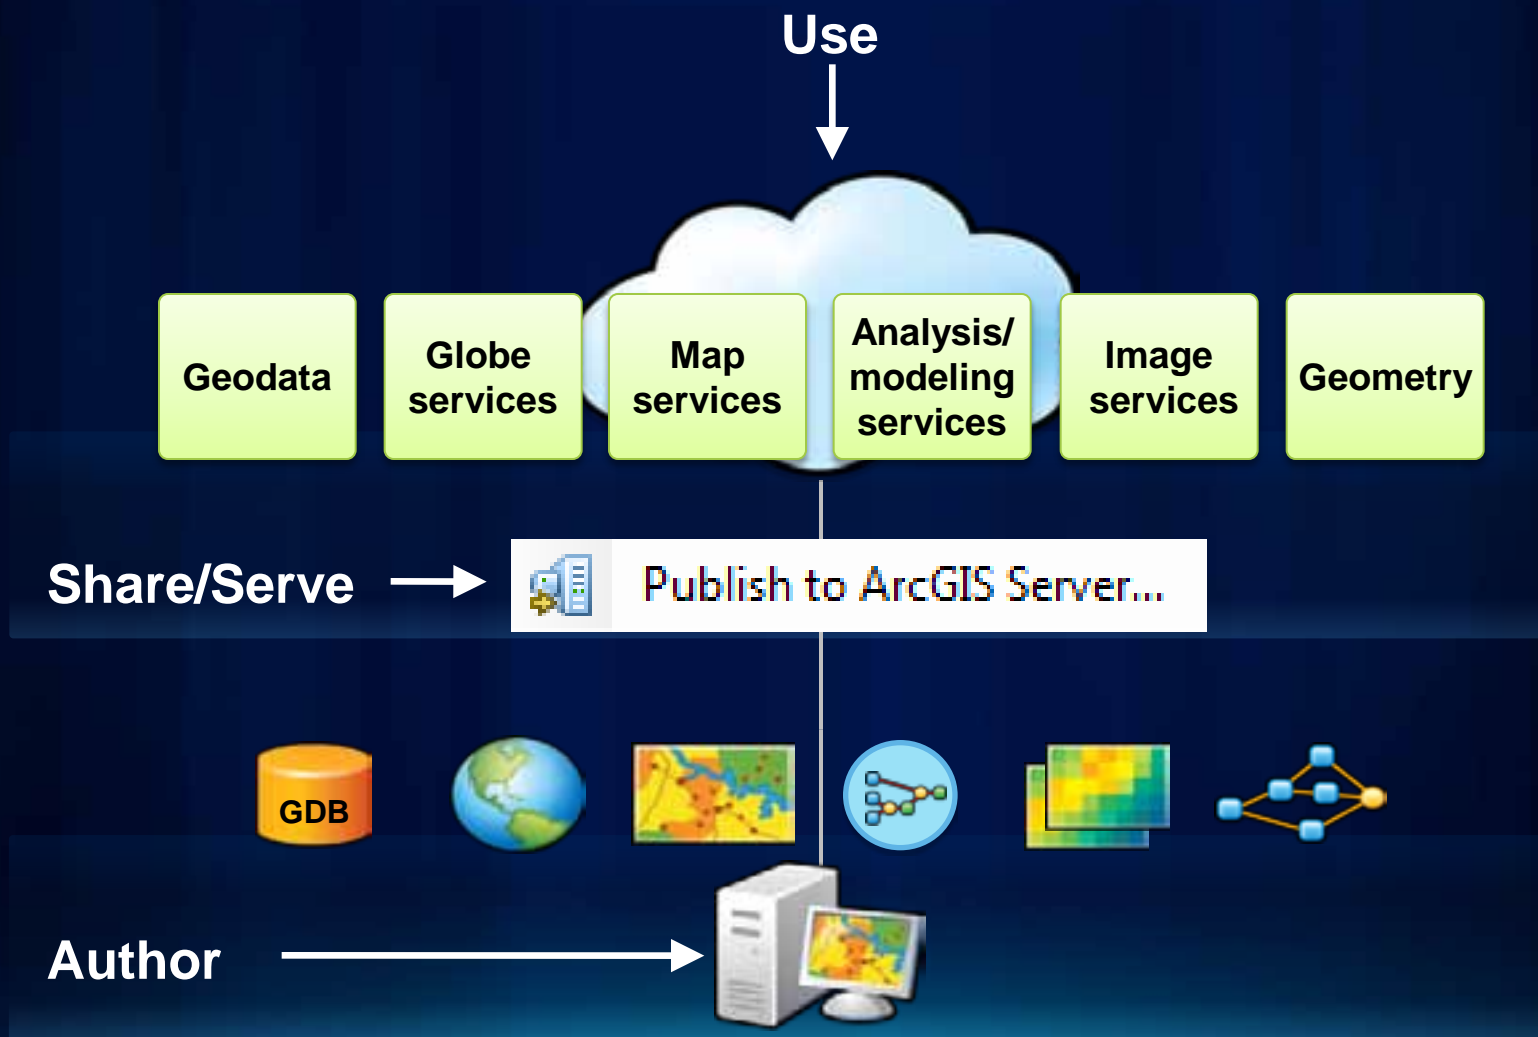 Use
Geodata
Globe
services
Map
services
Analysis/
modeling
services
Image
services
Geometry
Share/Serve
Publish to ArcGIS Server...
GDB
Author